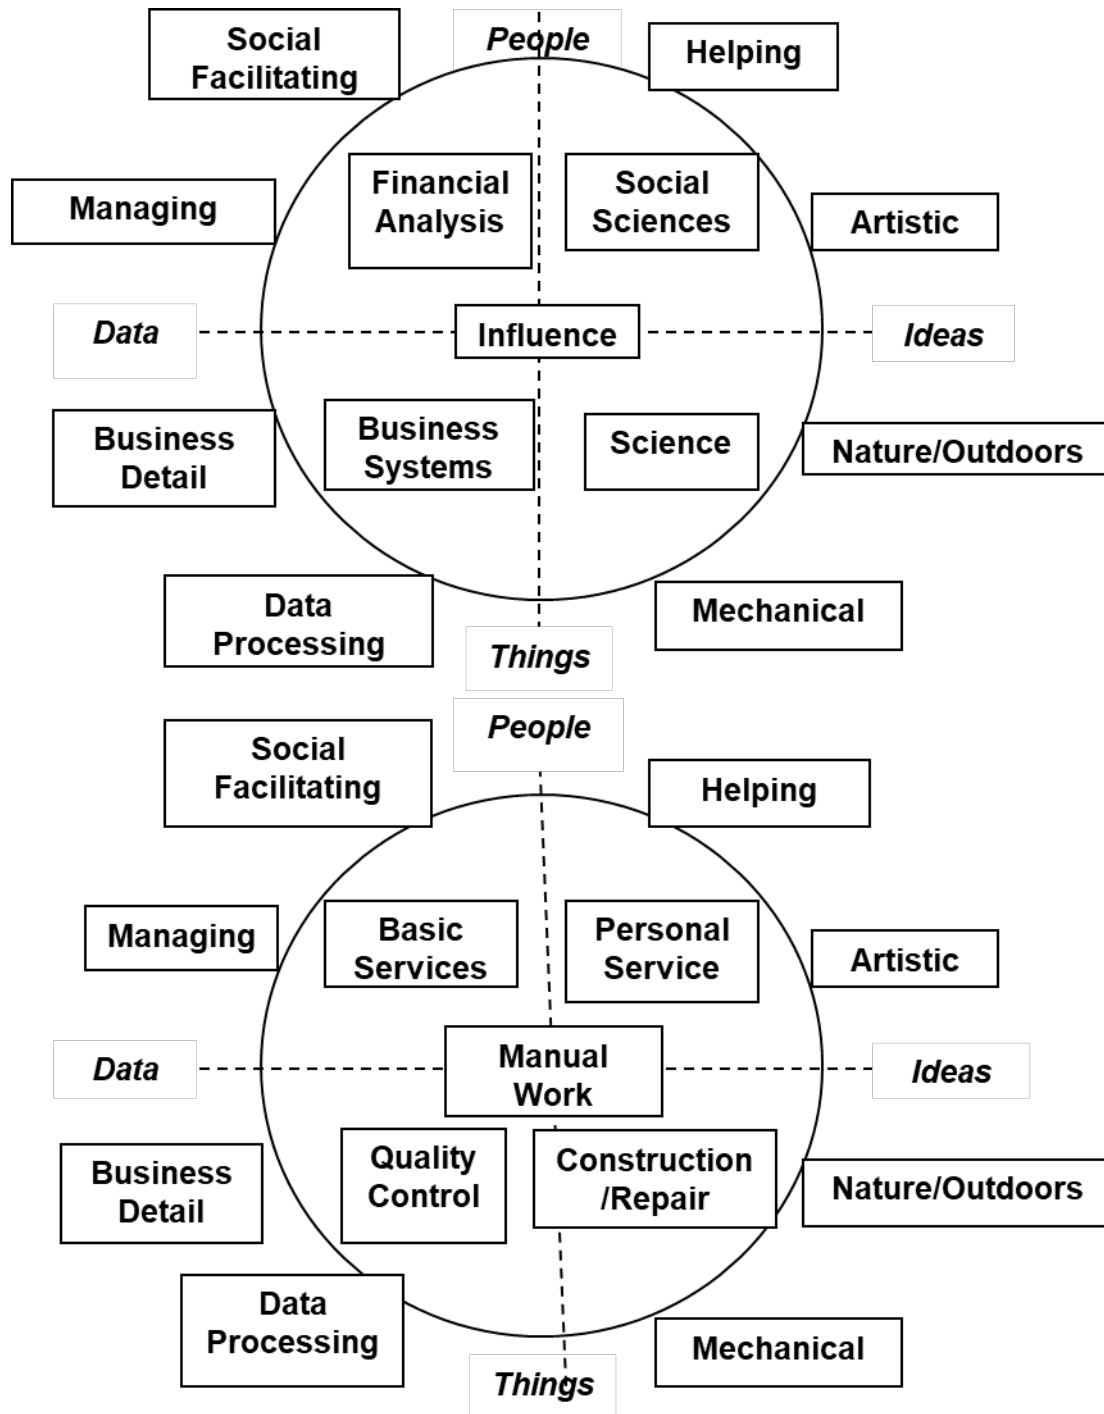 Social
Facilitating
People
Helping
Financial
Analysis
Social
Sciences
Managing
Artistic
Data
Influence
Ideas
Business
Detail
Business
Systems
Science
Nature/Outdoors
Data
Processing
Mechanical
Things
People
Social
Facilitating
Helping
Basic
Services
Personal
Service
Managing
Artistic
Data
Manual
Work
Ideas
Quality
Control
Construction
/Repair
Business
Detail
Nature/Outdoors
Data
Processing
Mechanical
Things